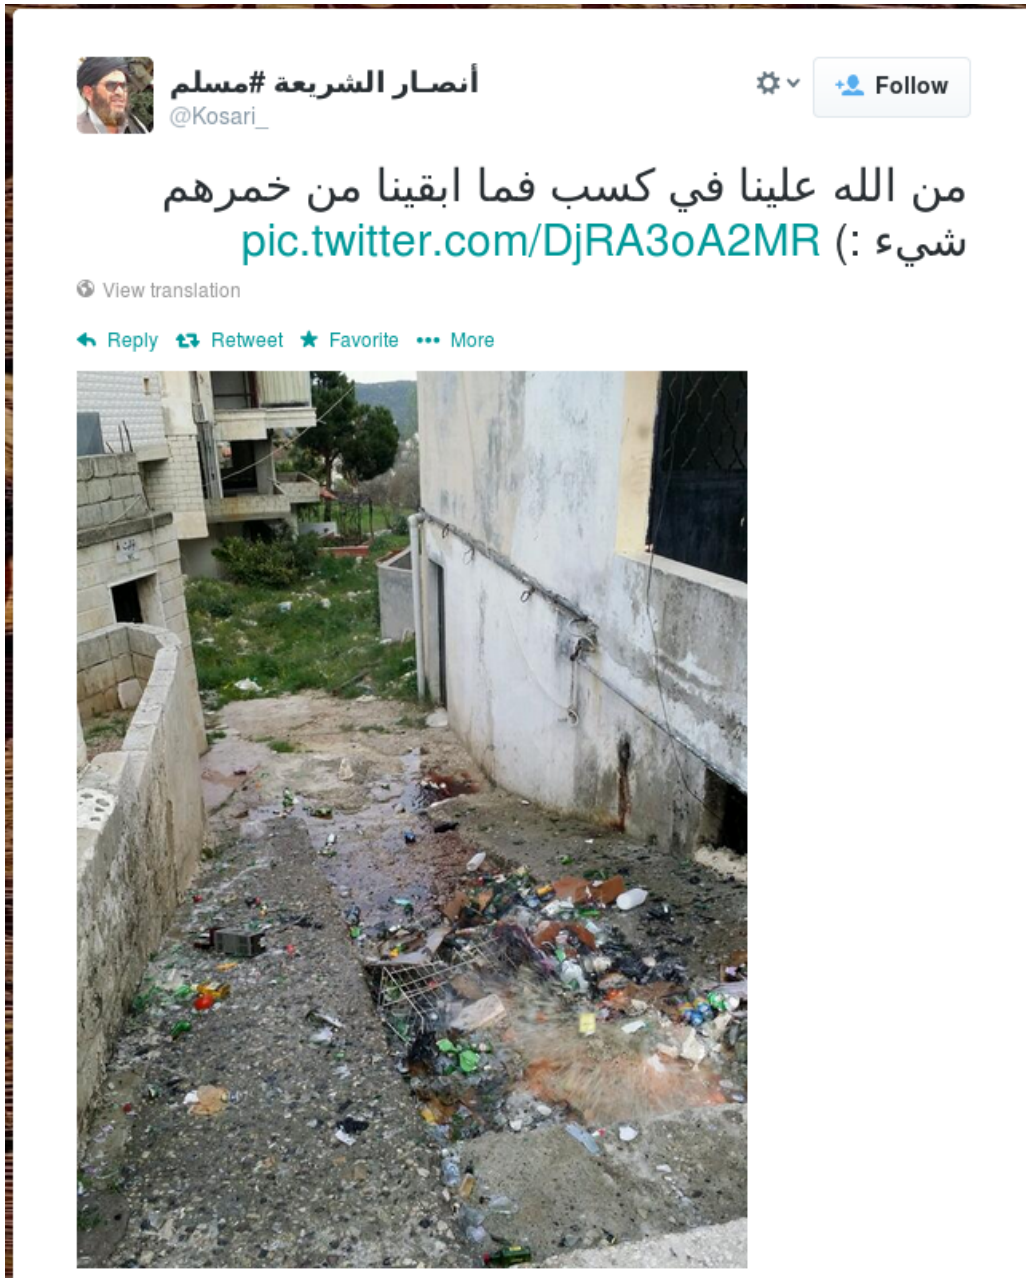 أنصـار الشريعة #مسلم
@Kosari_
Follow
من الله علينا في كسب فما ابقينا من خمرهم
شيء :) pic.twitter.com/DjRA3oA2MR
View translation
Reply Retweet Favorite More